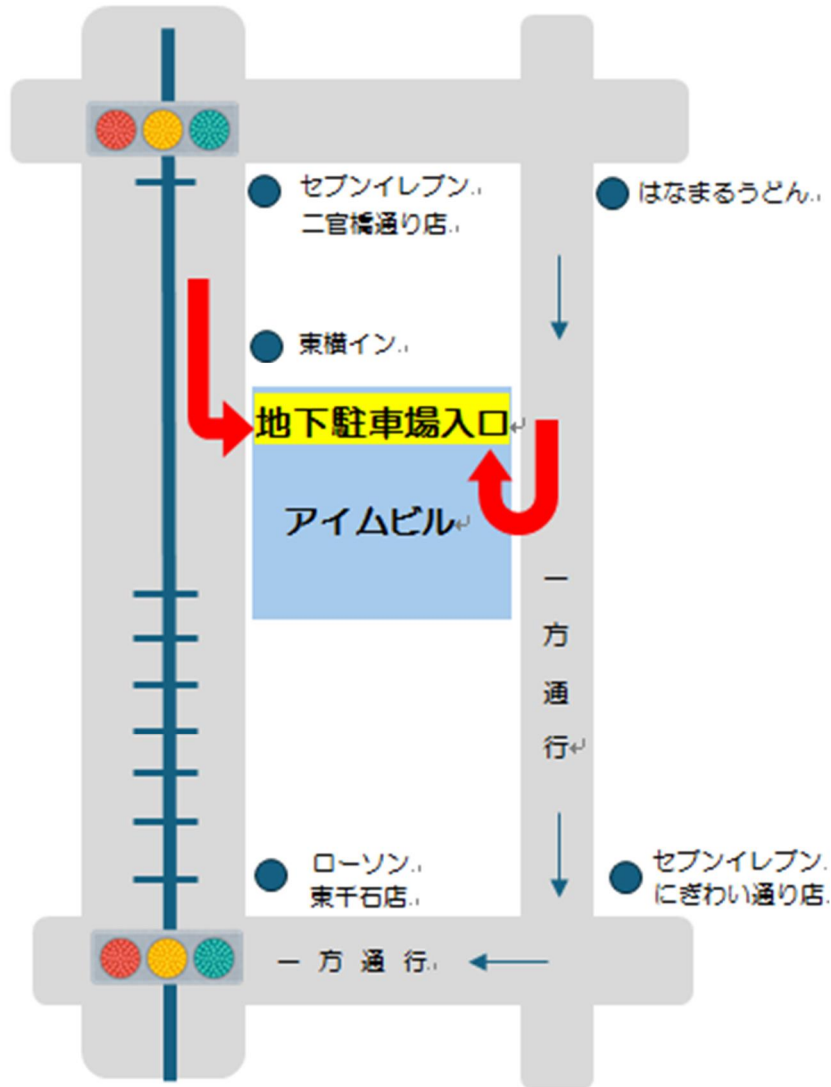 セブンイレブン
二官橋通り店
はなまるうどん
東横イン
地下駐車場入口
アイムビル
一方通行
ローソン
東千石店
セブンイレブン
にぎわい通り店
一方通行